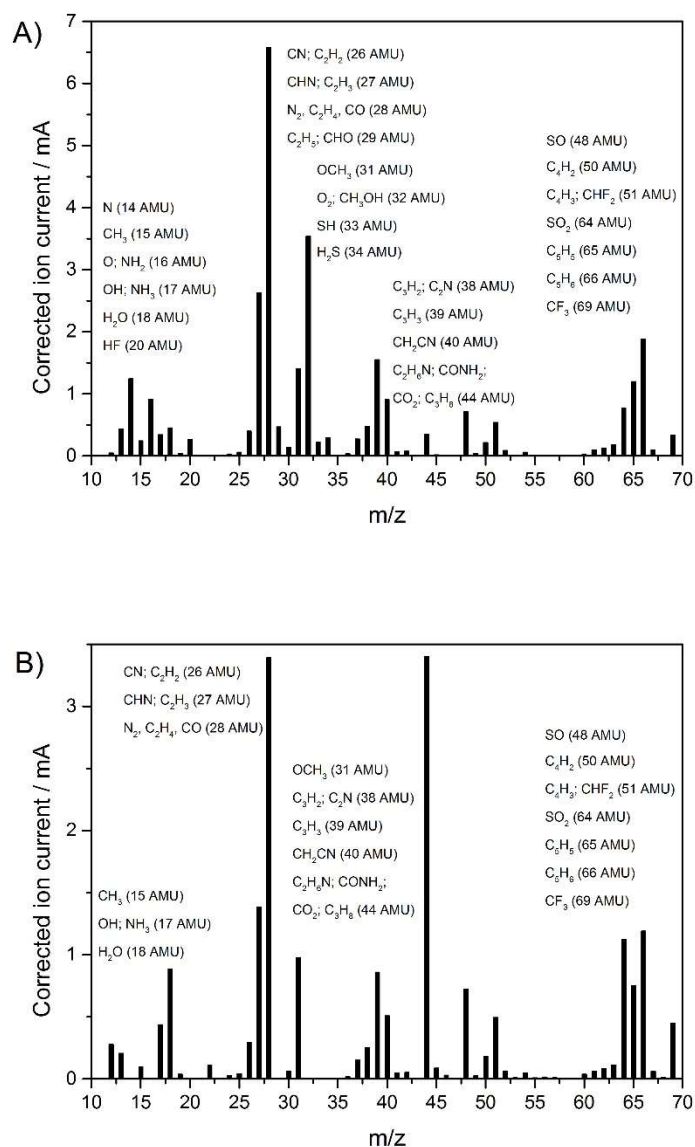 A)
CN; C₂H₂ (26 AMU)
CHN; C₂H₃ (27 AMU)
N₂, C₂H₄, CO (28 AMU)
C₂H₅; CHO (29 AMU)
OCH₃ (31 AMU)
O₂; CH₃OH (32 AMU)
SH (33 AMU)
H₂S (34 AMU)
SO (48 AMU)
C₄H₂ (50 AMU)
C₄H₃; CHF₂ (51 AMU)
SO₂ (64 AMU)
C₅H₅ (65 AMU)
C₅H₆ (66 AMU)
CF₃ (69 AMU)
N (14 AMU)
CH₃ (15 AMU)
O; NH₂ (16 AMU)
OH; NH₃ (17 AMU)
H₂O (18 AMU)
HF (20 AMU)
C₃H₂; C₂N (38 AMU)
C₃H₃ (39 AMU)
CH₂CN (40 AMU)
C₂H₆N; CONH₂;
CO₂; C₃H₈ (44 AMU)
Corrected ion current / mA
7
6
5
4
3
2
1
0
10 15 20 25 30 35 40 45 50 55 60 65 70
m/z
B)
CN; C₂H₂ (26 AMU)
CHN; C₂H₃ (27 AMU)
N₂, C₂H₄, CO (28 AMU)
OCH₃ (31 AMU)
C₃H₂; C₂N (38 AMU)
C₃H₃ (39 AMU)
CH₂CN (40 AMU)
C₂H₆N; CONH₂;
CO₂; C₃H₈ (44 AMU)
SO (48 AMU)
C₄H₂ (50 AMU)
C₄H₃; CHF₂ (51 AMU)
SO₂ (64 AMU)
C₅H₅ (65 AMU)
C₅H₆ (66 AMU)
CF₃ (69 AMU)
CH₃ (15 AMU)
OH; NH₃ (17 AMU)
H₂O (18 AMU)
Corrected ion current / mA
3
2
1
0
10 15 20 25 30 35 40 45 50 55 60 65 70
m/z